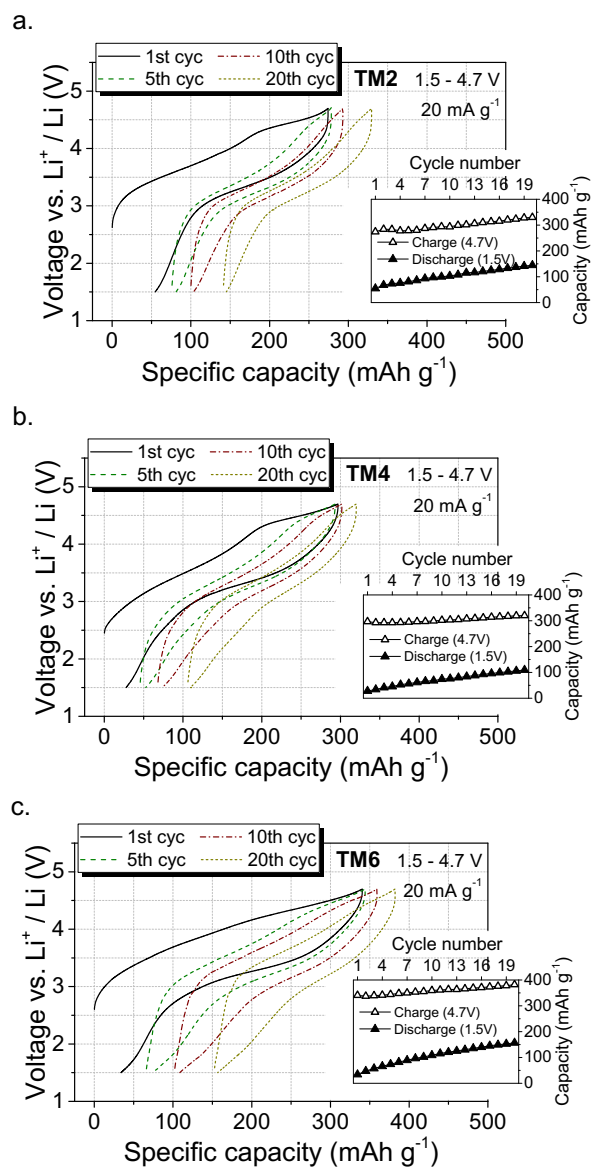 a.
1st cyc 10th cyc
5th cyc 20th cyc
TM2 1.5 - 4.7 V
20 mA g⁻¹
Cycle number
1 4 7 10 13 16 19
Charge (4.7V)
Discharge (1.5V)
400
300
200
100
0
Capacity (mAh g⁻¹)
5
4
3
2
1
Voltage vs. Li⁺ / Li (V)
0 100 200 300 400 500
Specific capacity (mAh g⁻¹)
b.
1st cyc 10th cyc
5th cyc 20th cyc
TM4 1.5 - 4.7 V
20 mA g⁻¹
Cycle number
1 4 7 10 13 16 19
Charge (4.7V)
Discharge (1.5V)
400
300
200
100
0
Capacity (mAh g⁻¹)
5
4
3
2
1
Voltage vs. Li⁺ / Li (V)
0 100 200 300 400 500
Specific capacity (mAh g⁻¹)
c.
1st cyc 10th cyc
5th cyc 20th cyc
TM6 1.5 - 4.7 V
20 mA g⁻¹
Cycle number
1 4 7 10 13 16 19
Charge (4.7V)
Discharge (1.5V)
400
300
200
100
0
Capacity (mAh g⁻¹)
5
4
3
2
1
Voltage vs. Li⁺ / Li (V)
0 100 200 300 400 500
Specific capacity (mAh g⁻¹)